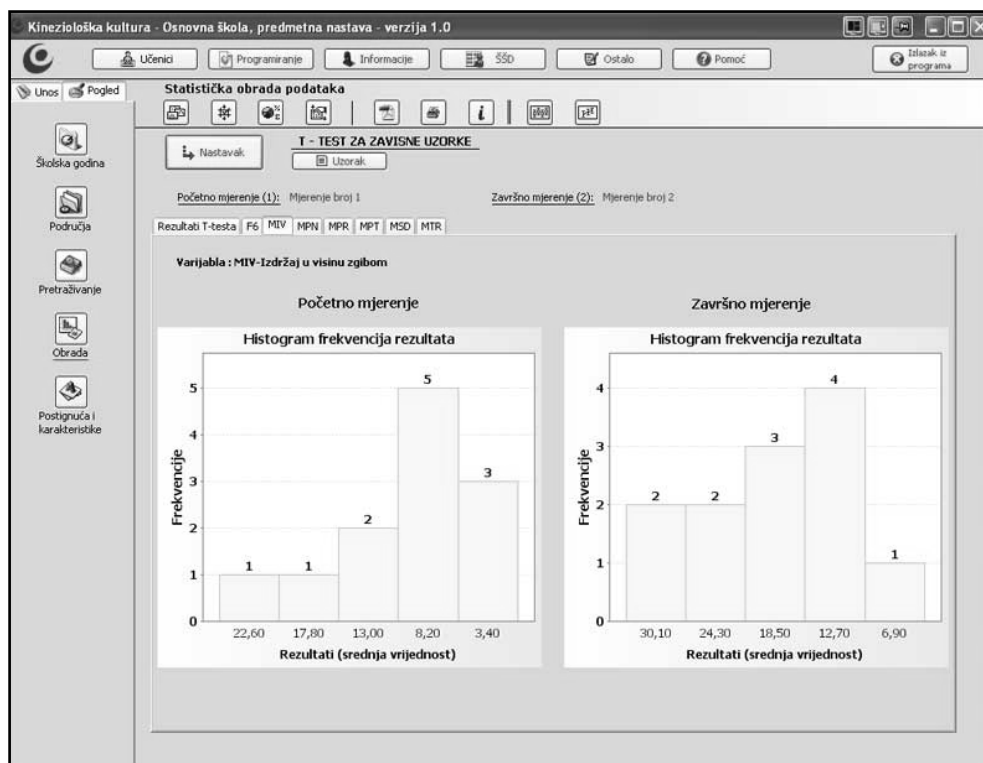 Kineziološka kultura - Osnovna škola, predmetna nastava - verzija 1.0
Učenici Programiranje Informacije ŠŠD Ostalo Pomoć Izlazak iz programa
Unos Pogled
Statistička obrada podataka
Nastavak
T - TEST ZA ZAVISNE UZORKE
Uzorak
Školska godina
Područja
Pretraživanje
Obrada
Postignuća i
karakteristike
Početno mjerenje (1): Mjerenje broj 1 Završno mjerenje (2): Mjerenje broj 2
Rezultati T-testa F6 MIV MPN MPR MPT MSD MTR
Varijabla : MIV-Izdržaj u visinu zgibom
Početno mjerenje
Histogram frekvencija rezultata
Frekvencije
5
4
3
2
1
0
1 1 2 5 3
22,60 17,80 13,00 8,20 3,40
Rezultati (srednja vrijednost)
Završno mjerenje
Histogram frekvencija rezultata
Frekvencije
4
3
2
1
0
2 2 3 4 1
30,10 24,30 18,50 12,70 6,90
Rezultati (srednja vrijednost)